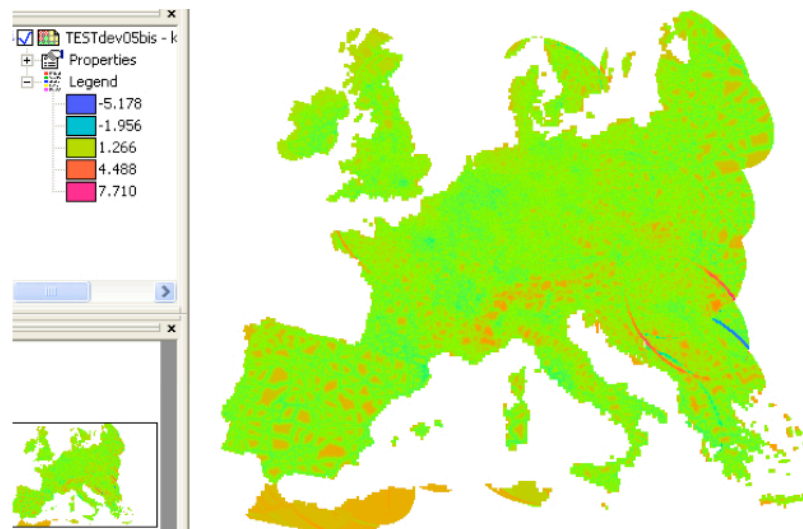 TESTdev05bis - k
Properties
Legend
-5.178
-1.956
1.266
4.488
7.710